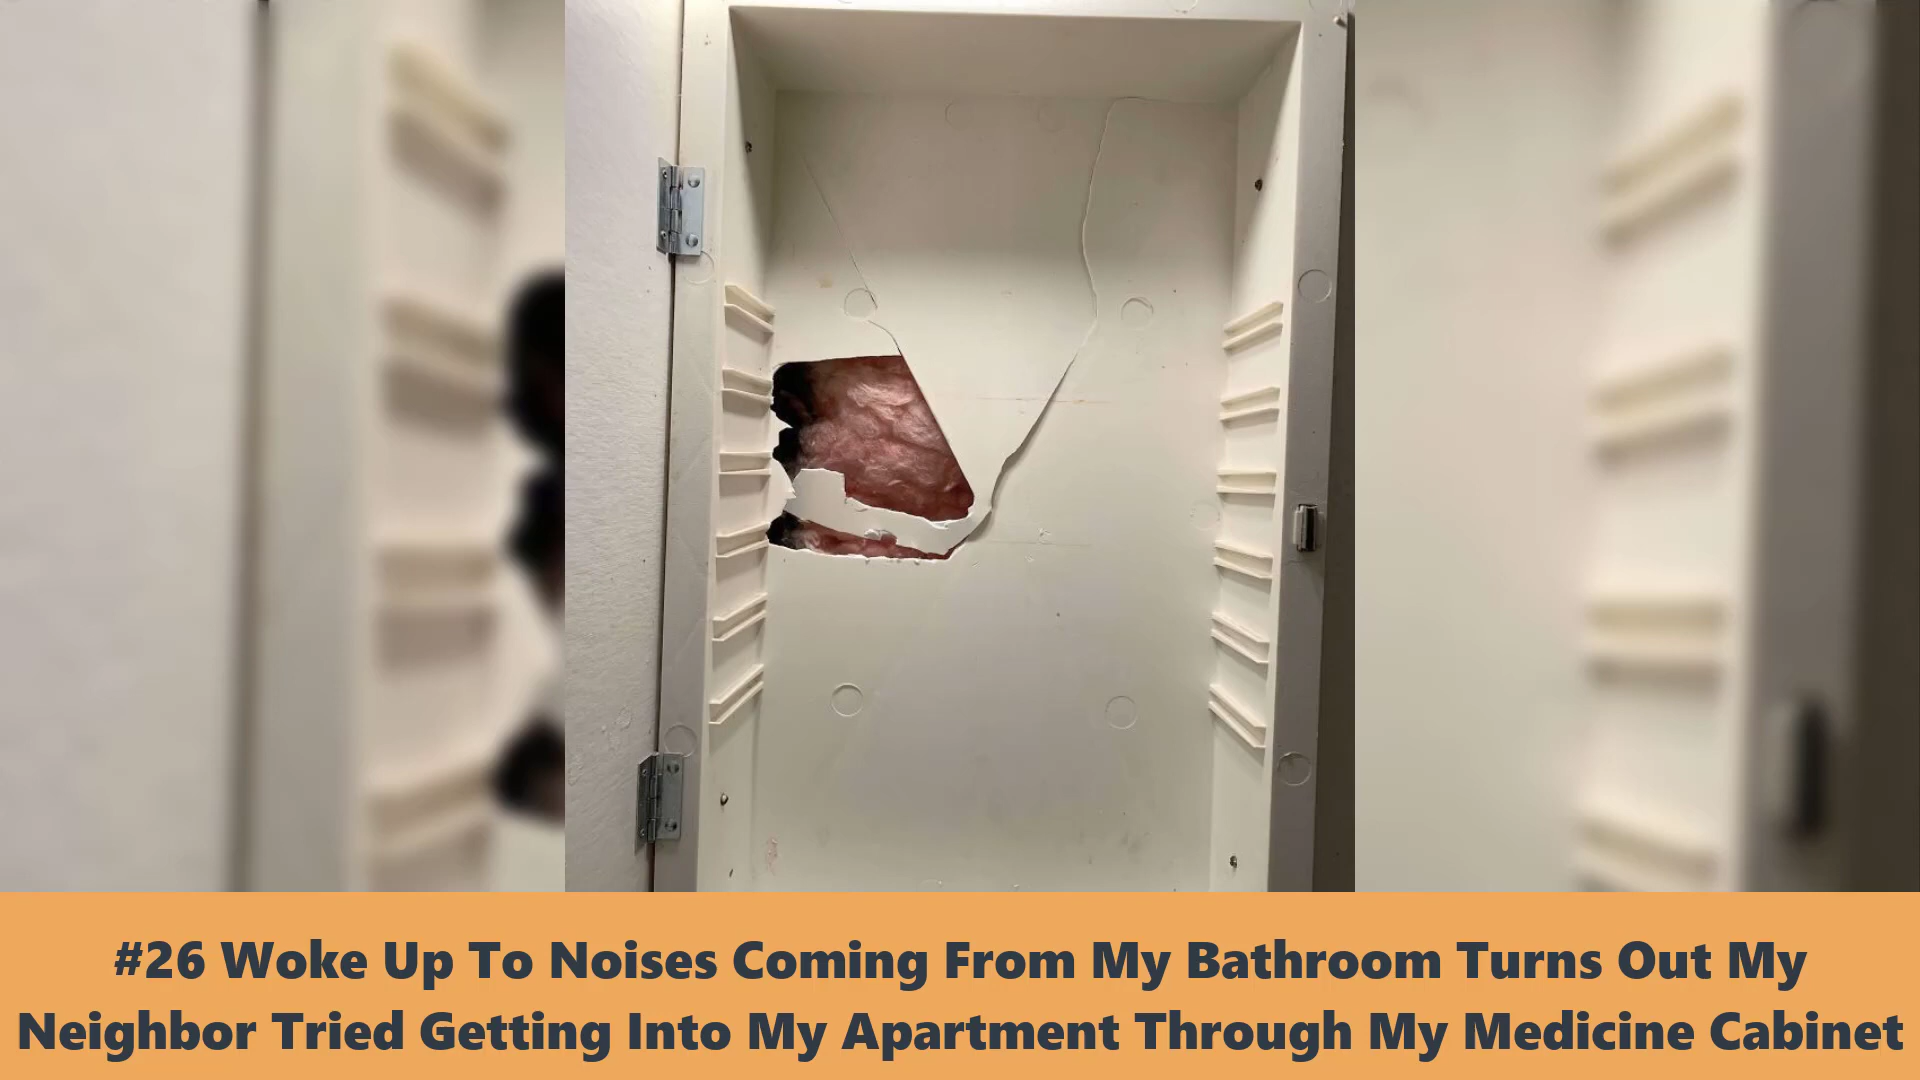 #26 Woke Up To Noises Coming From My Bathroom Turns Out My
Neighbor Tried Getting Into My Apartment Through My Medicine Cabinet